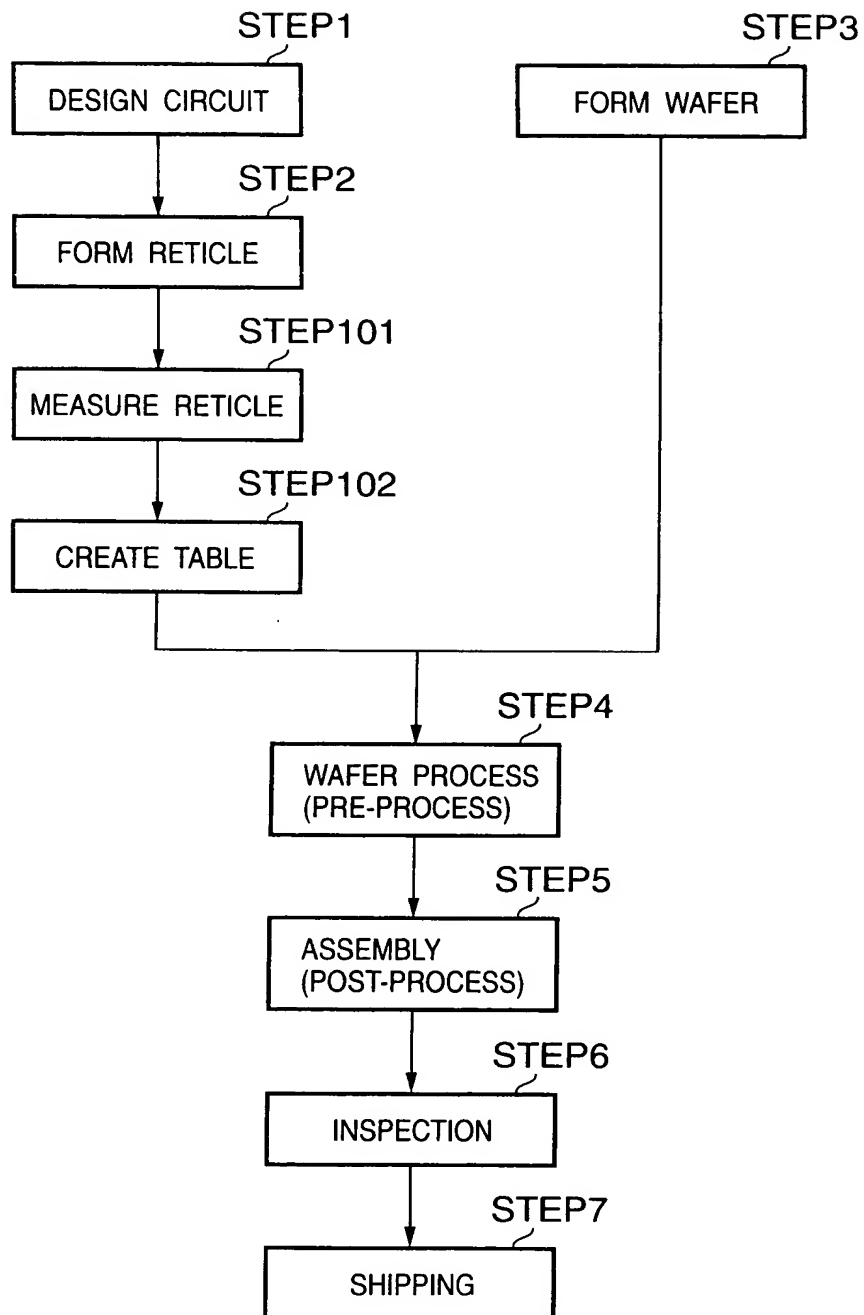 STEP1
DESIGN CIRCUIT
STEP3
FORM WAFER
STEP2
FORM RETICLE
STEP101
MEASURE RETICLE
STEP102
CREATE TABLE
STEP4
WAFER PROCESS
(PRE-PROCESS)
STEP5
ASSEMBLY
(POST-PROCESS)
STEP6
INSPECTION
STEP7
SHIPPING